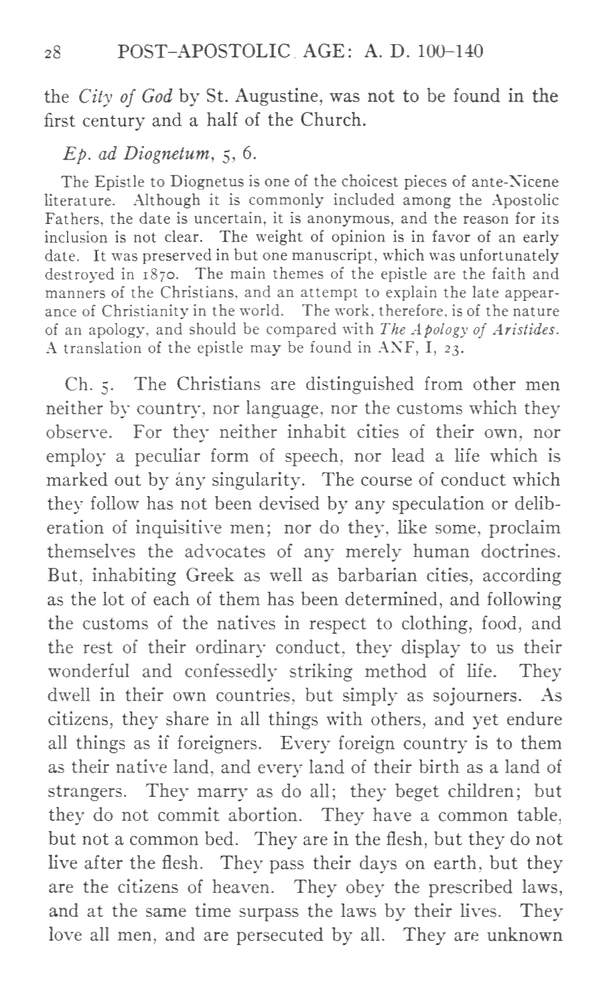 28 POST–APOSTOLIC AGE: A. D. 100–140
the City of God by St. Augustine, was not to be found in the
first century and a half of the Church.
Ep. ad Diognetum, 5, 6.
The Epistle to Diognetus is one of the choicest pieces of ante-Nicene
literature. Although it is commonly included among the Apostolic
Fathers, the date is uncertain, it is anonymous, and the reason for its
inclusion is not clear. The weight of opinion is in favor of an early
date. It was preserved in but one manuscript, which was unfortunately
destroyed in 1870. The main themes of the epistle are the faith and
manners of the Christians, and an attempt to explain the late appear-
ance of Christianity in the world. The work, therefore, is of the nature
of an apology, and should be compared with The Apology of Aristides.
A translation of the epistle may be found in ANF, I, 23.
Ch. 5. The Christians are distinguished from other men
neither by country, nor language, nor the customs which they
observe. For they neither inhabit cities of their own, nor
employ a peculiar form of speech, nor lead a life which is
marked out by any singularity. The course of conduct which
they follow has not been devised by any speculation or delib-
eration of inquisitive men; nor do they, like some, proclaim
themselves the advocates of any merely human doctrines.
But, inhabiting Greek as well as barbarian cities, according
as the lot of each of them has been determined, and following
the customs of the natives in respect to clothing, food, and
the rest of their ordinary conduct, they display to us their
wonderful and confessedly striking method of life. They
dwell in their own countries, but simply as sojourners. As
citizens, they share in all things with others, and yet endure
all things as if foreigners. Every foreign country is to them
as their native land, and every land of their birth as a land of
strangers. They marry as do all; they beget children; but
they do not commit abortion. They have a common table,
but not a common bed. They are in the flesh, but they do not
live after the flesh. They pass their days on earth, but they
are the citizens of heaven. They obey the prescribed laws,
and at the same time surpass the laws by their lives. They
love all men, and are persecuted by all. They are unknown